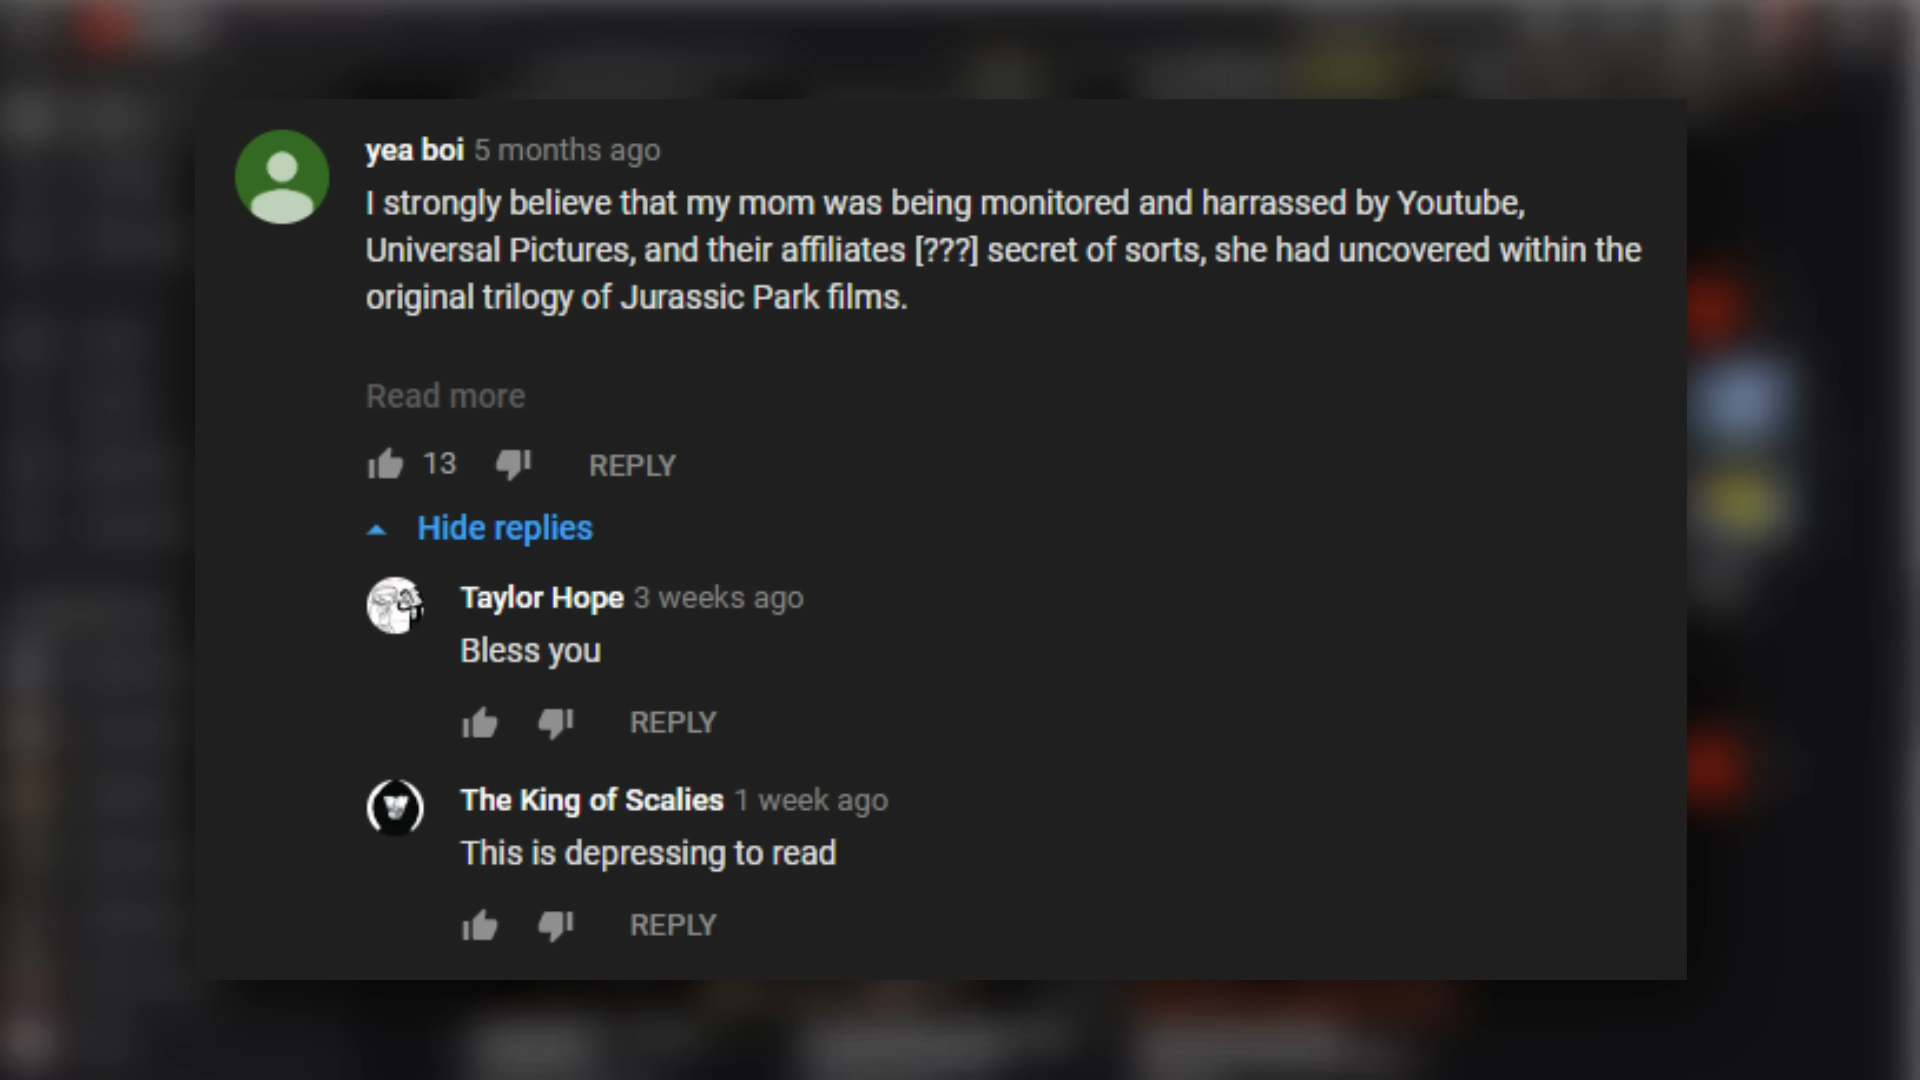 yea boi 5 months ago
I strongly believe that my mom was being monitored and harrassed by Youtube,
Universal Pictures, and their affiliates [???] secret of sorts, she had uncovered within the
original trilogy of Jurassic Park films.
Read more
13 REPLY
Hide replies
Taylor Hope 3 weeks ago
Bless you
REPLY
The King of Scalies 1 week ago
This is depressing to read
REPLY